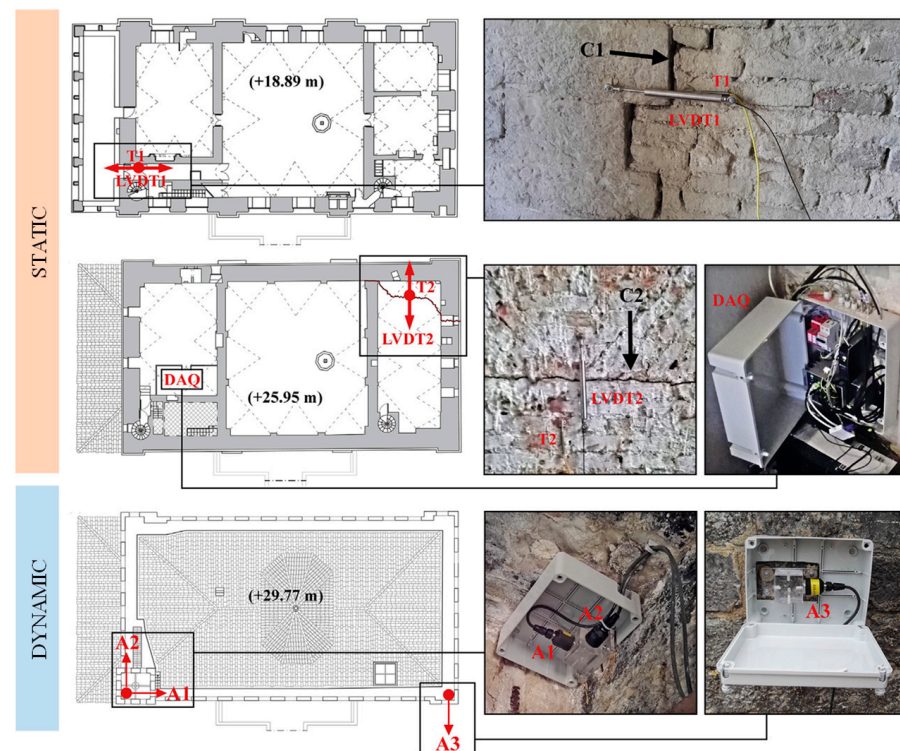 STATIC
(+18.89 m)
T1
LVDT1
C1
T1
LVDT1
(+25.95 m)
T2
LVDT2
DAQ
C2
LVDT2
T2
DAQ
DYNAMIC
(+29.77 m)
A2
A1
A3
A2
A1
A3